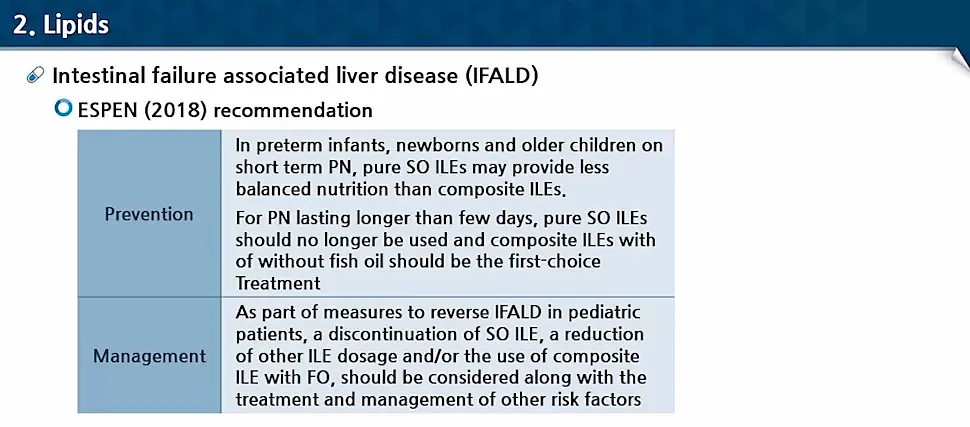 2. Lipids
Intestinal failure associated liver disease (IFALD)
ESPEN (2018) recommendation
Prevention
In preterm infants, newborns and older children on
short term PN, pure SO ILEs may provide less
balanced nutrition than composite ILEs.
For PN lasting longer than few days, pure SO ILEs
should no longer be used and composite ILEs with
of without fish oil should be the first-choice
Treatment
Management
As part of measures to reverse IFALD in pediatric
patients, a discontinuation of SO ILE, a reduction
of other ILE dosage and/or the use of composite
ILE with FO, should be considered along with the
treatment and management of other risk factors